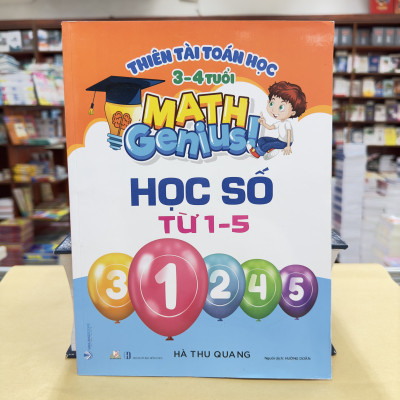 THIÊN TÀI TOÁN HỌC
3-4 TUỔI
MATH
Genius!
HỌC SỐ
TỪ 1-5
3 1 2 4 5
HÀ THU QUANG